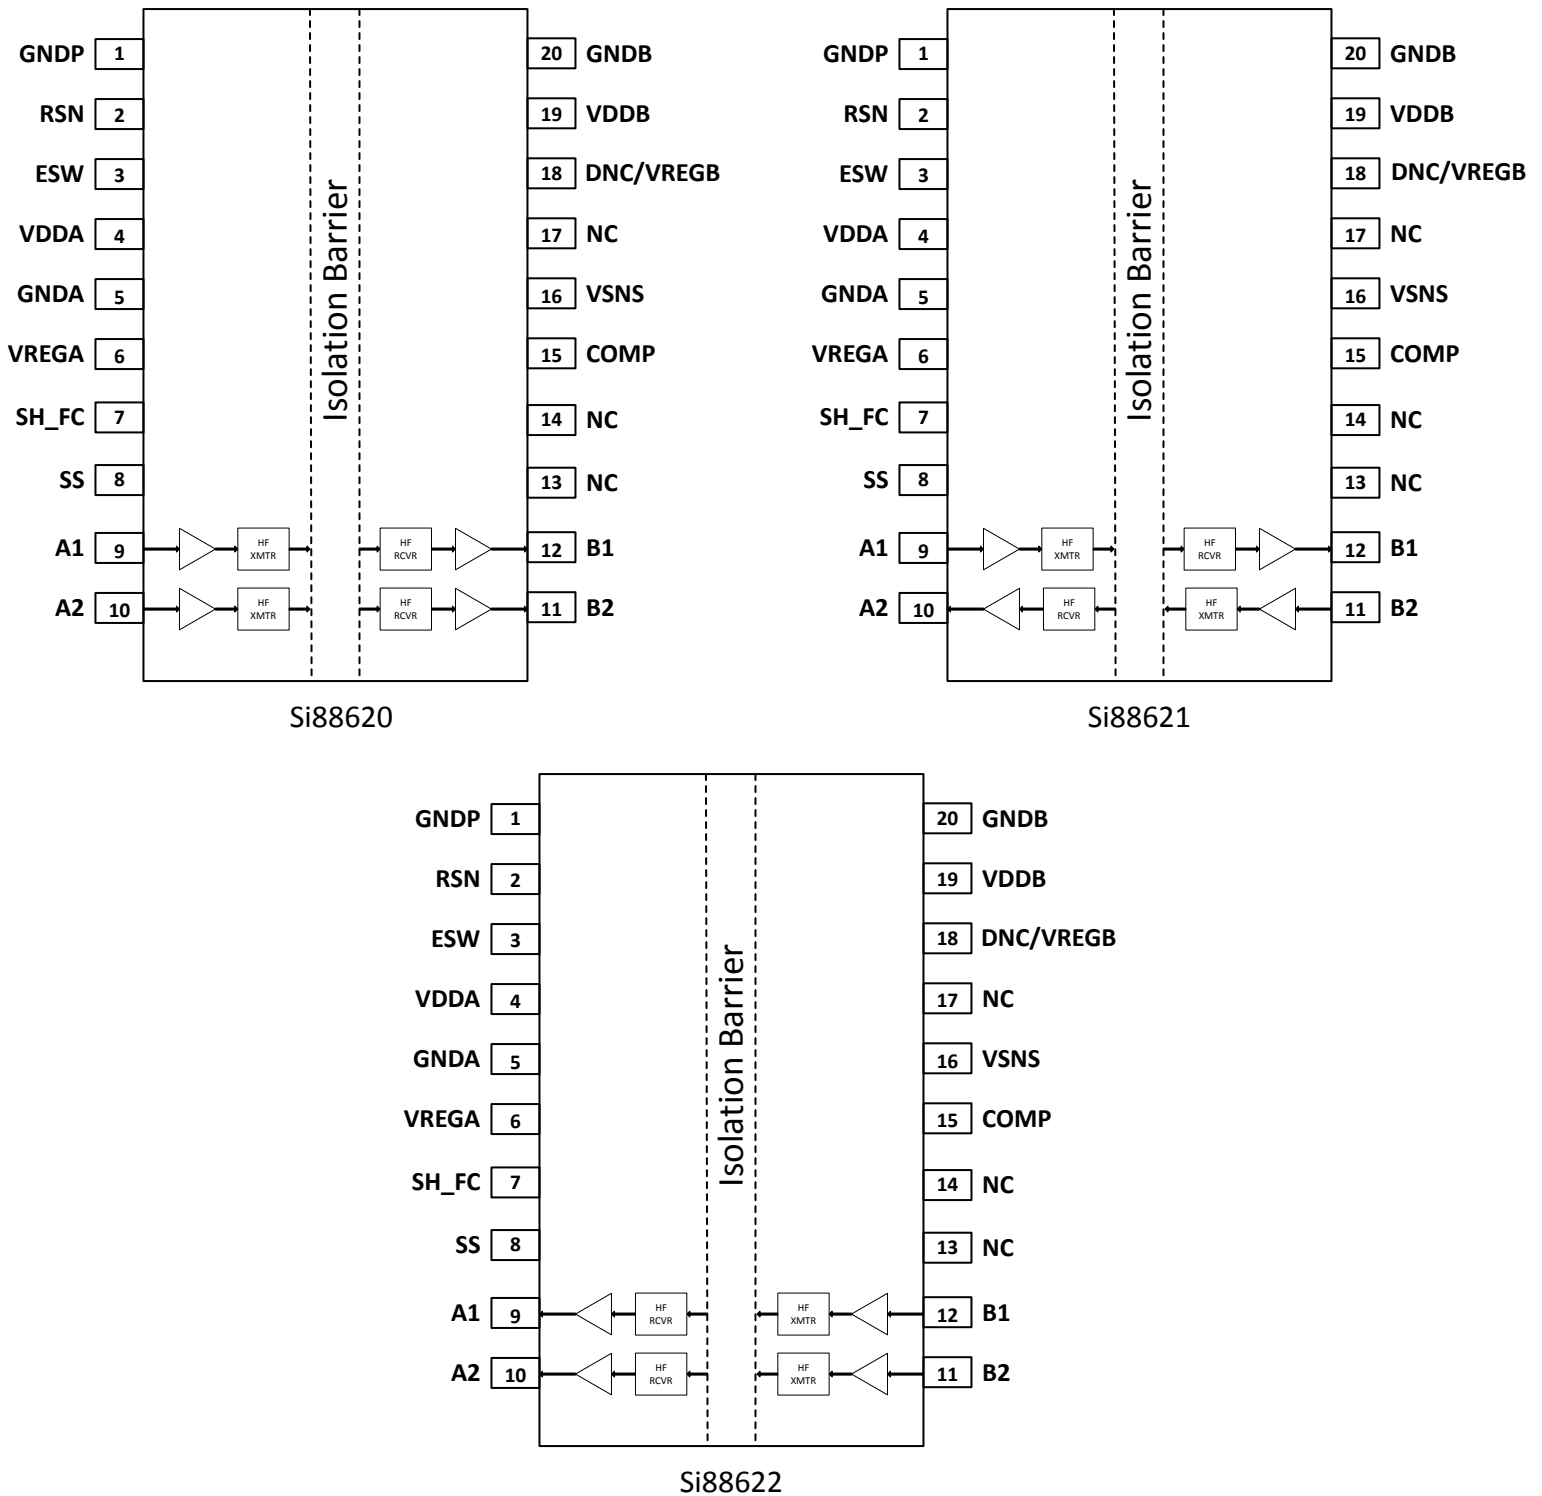 GNDP 1 20 GNDB
RSN 2 19 VDDB
ESW 3 18 DNC/VREGB
VDDA 4 17 NC
GNDA 5 16 VSNS
VREGA 6 15 COMP
SH_FC 7 14 NC
SS 8 13 NC
A1 9 HF XMTR HF RCVR 12 B1
A2 10 HF XMTR HF RCVR 11 B2
Isolation Barrier
Si88620
GNDP 1 20 GNDB
RSN 2 19 VDDB
ESW 3 18 DNC/VREGB
VDDA 4 17 NC
GNDA 5 16 VSNS
VREGA 6 15 COMP
SH_FC 7 14 NC
SS 8 13 NC
A1 9 HF XMTR HF RCVR 12 B1
A2 10 HF RCVR HF XMTR 11 B2
Isolation Barrier
Si88621
GNDP 1 20 GNDB
RSN 2 19 VDDB
ESW 3 18 DNC/VREGB
VDDA 4 17 NC
GNDA 5 16 VSNS
VREGA 6 15 COMP
SH_FC 7 14 NC
SS 8 13 NC
A1 9 HF RCVR HF XMTR 12 B1
A2 10 HF RCVR HF XMTR 11 B2
Isolation Barrier
Si88622